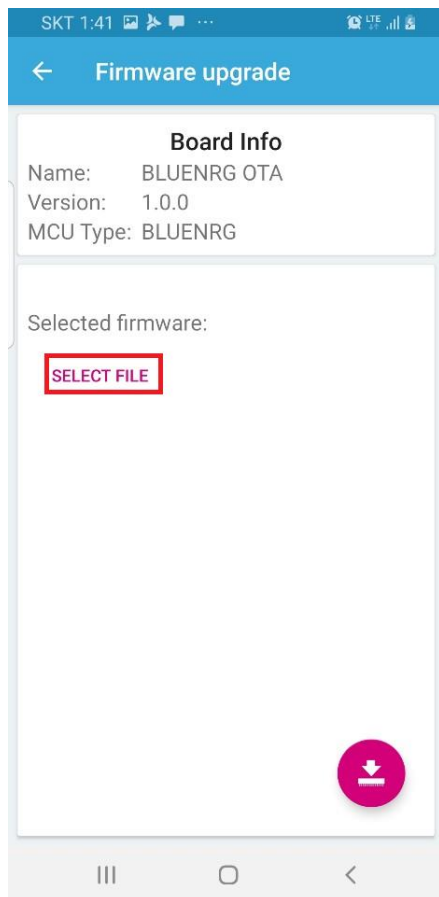 SKT 1:41 ...
LTE
Firmware upgrade
Board Info
Name: BLUENRG OTA
Version: 1.0.0
MCU Type: BLUENRG
Selected firmware:
SELECT FILE